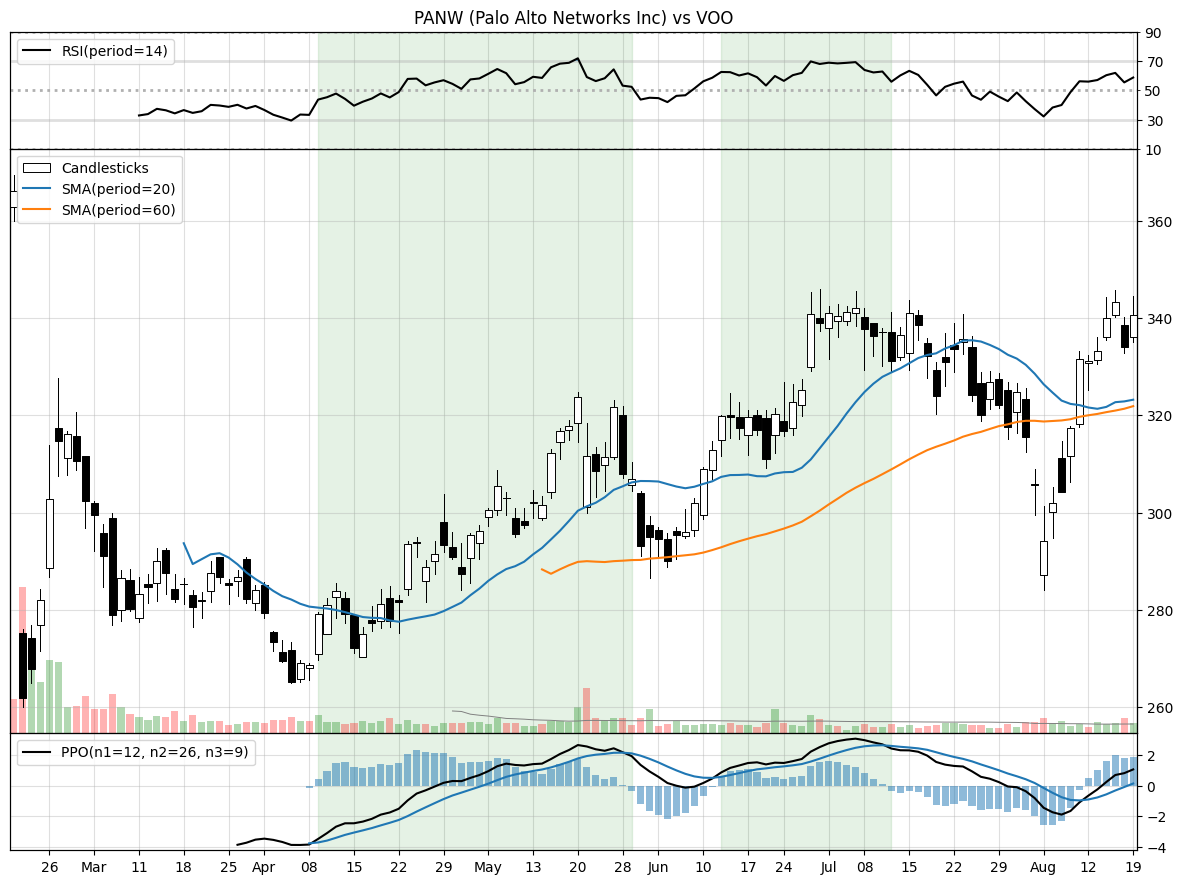 PANW (Palo Alto Networks Inc) vs VOO
RSI(period=14)
90
70
50
30
10
Candlesticks
SMA(period=20)
SMA(period=60)
360
340
320
300
280
260
PPO(n1=12, n2=26, n3=9)
2
0
−2
−4
26 Mar 11 18 25 Apr 08 15 22 May 13 20 28 Jun 10 17 24 Jul 08 15 22 29 Aug 12 19